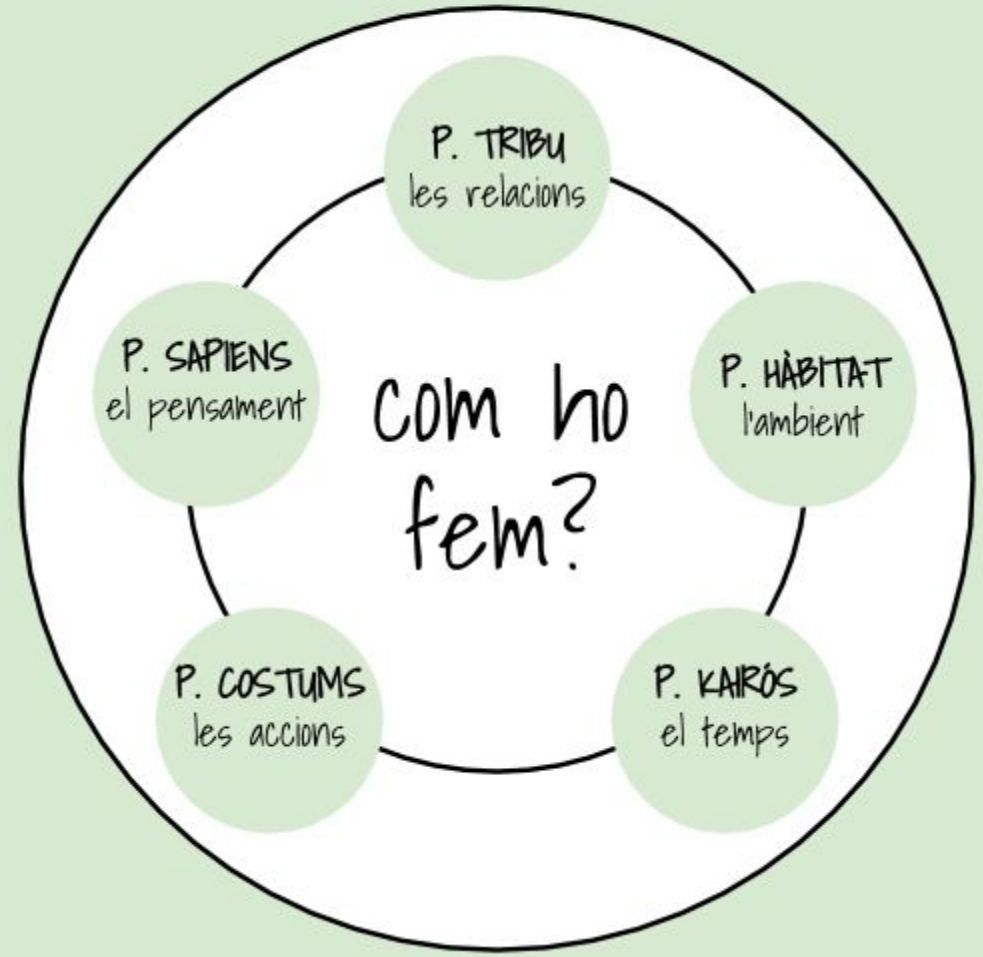 P. TRIBU
les relacions
P. SAPIENS
el pensament
P. HÀBITAT
l'ambient
com ho
fem?
P. COSTUMS
les accions
P. KAIRÓS
el temps